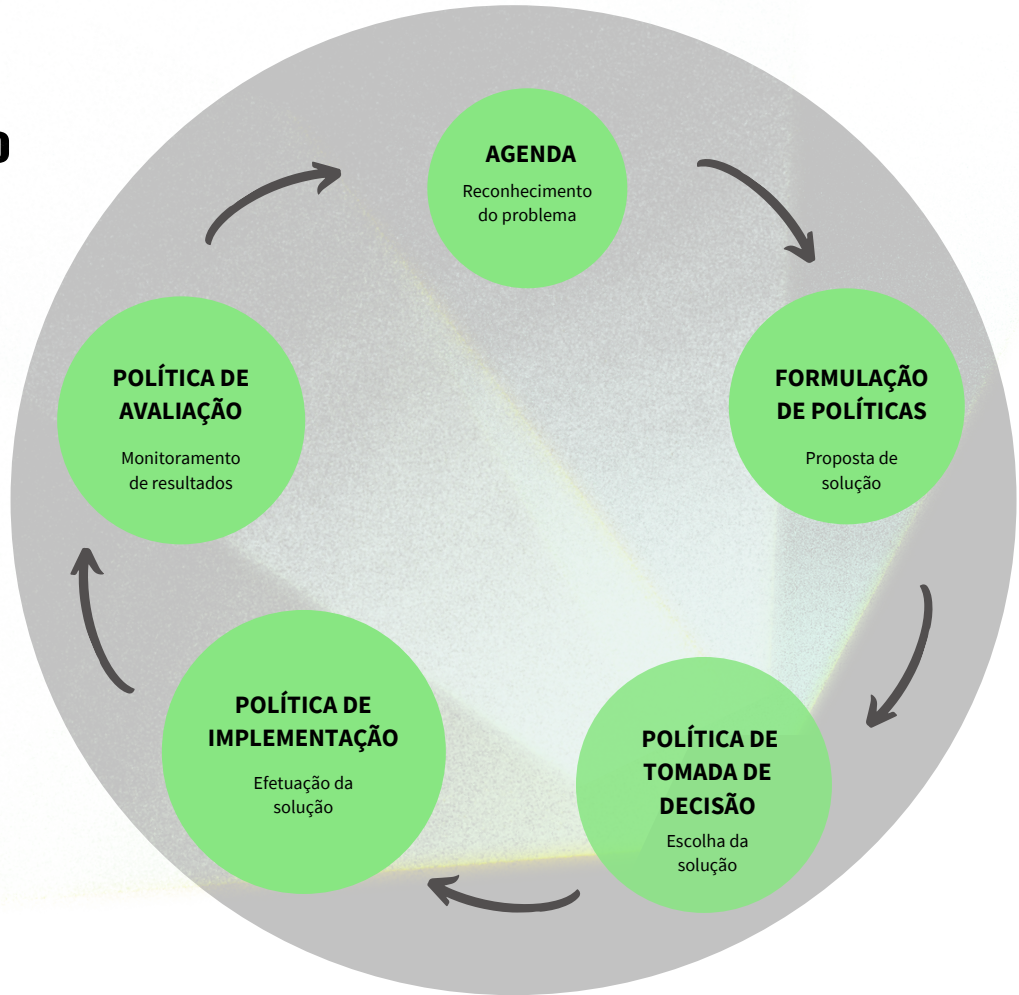 AGENDA
Reconhecimento
do problema
FORMULAÇÃO
DE POLÍTICAS
Proposta de
solução
POLÍTICA DE
TOMADA DE
DECISÃO
Escolha da
solução
POLÍTICA DE
IMPLEMENTAÇÃO
Efetuação da
solução
POLÍTICA DE
AVALIAÇÃO
Monitoramento
de resultados